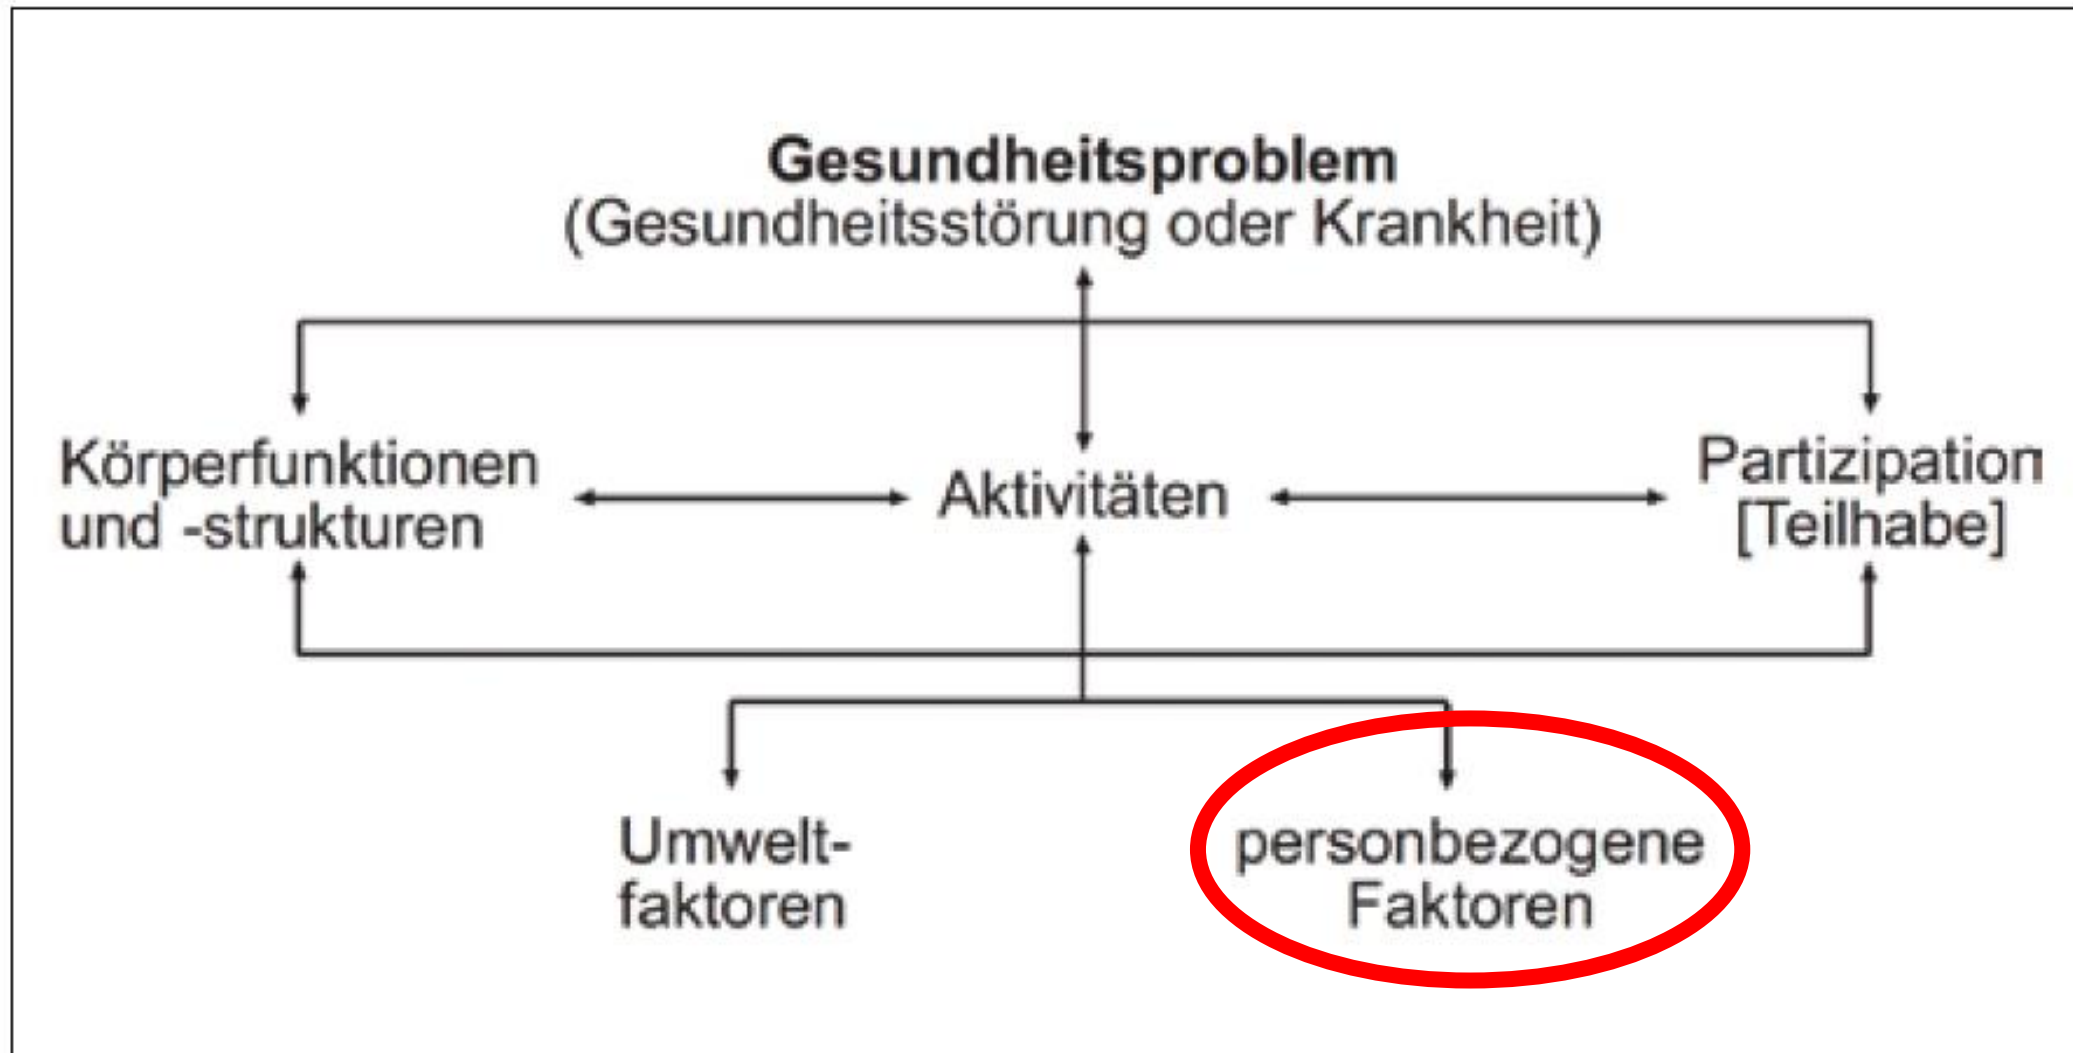 Gesundheitsproblem
(Gesundheitsstörung oder Krankheit)
Körperfunktionen
und -strukturen
Aktivitäten
Partizipation
[Teilhabe]
Umwelt-
faktoren
personbezogene
Faktoren